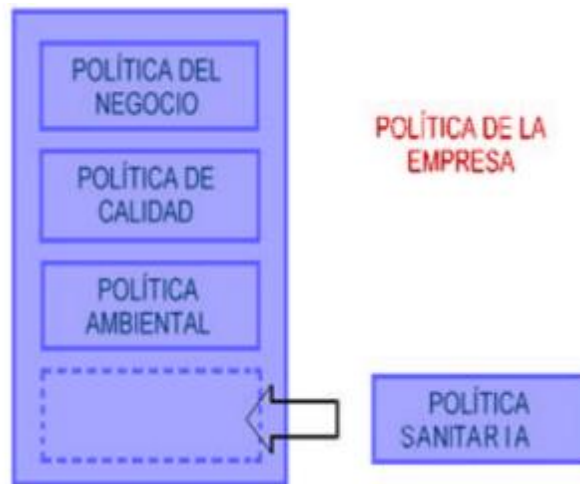 POLÍTICA DEL
NEGOCIO
POLÍTICA DE LA
EMPRESA
POLÍTICA DE
CALIDAD
POLÍTICA
AMBIENTAL
POLÍTICA
SANITARIA